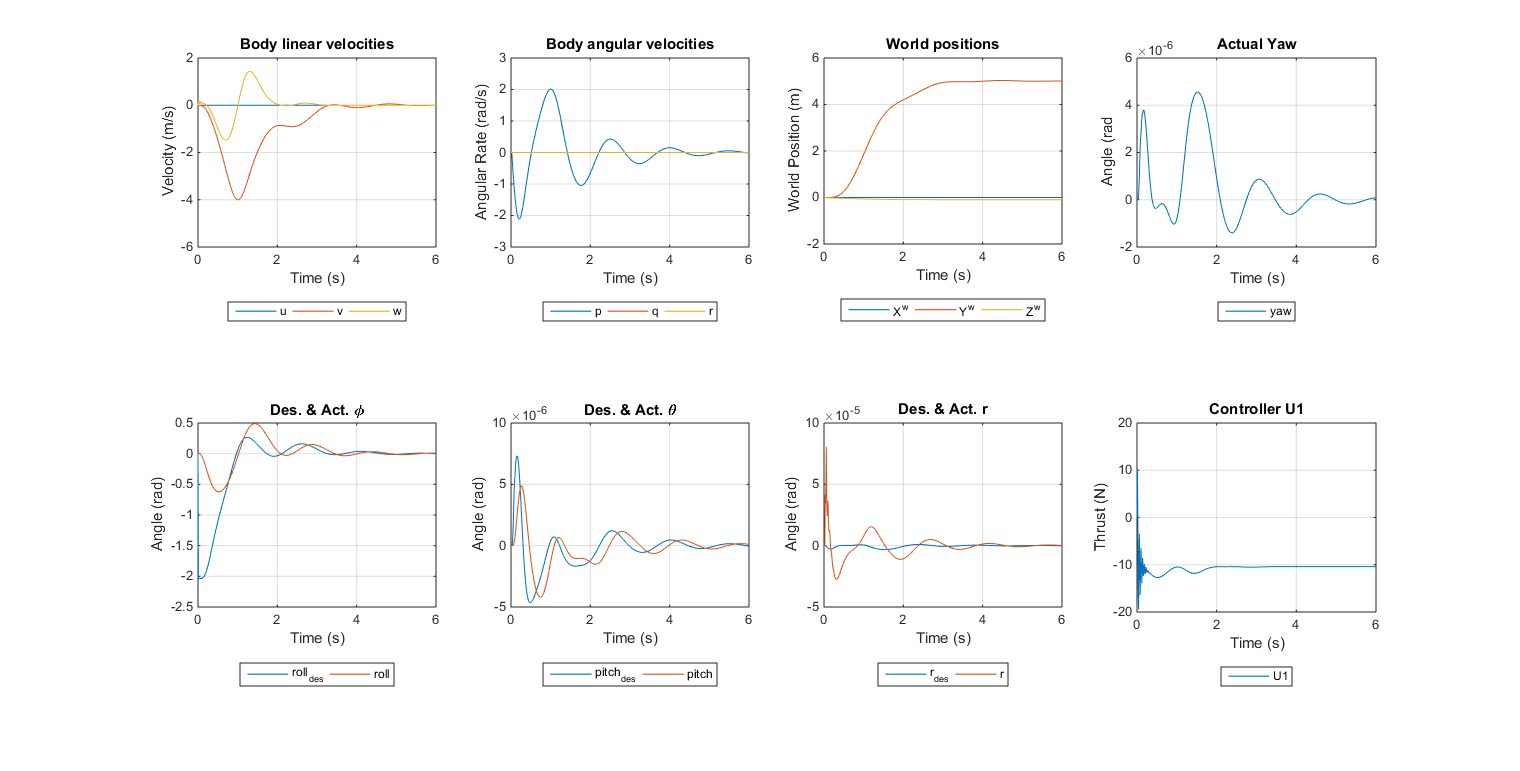 Body linear velocities
2
0
-2
-4
-6
Velocity (m/s)
0 2 4 6
Time (s)
u v w
Body angular velocities
3
2
1
0
-1
-2
-3
Angular Rate (rad/s)
0 2 4 6
Time (s)
p q r
World positions
6
4
2
0
-2
World Position (m)
0 2 4 6
Time (s)
X^w Y^w Z^w
Actual Yaw
×10^-6
6
4
2
0
-2
Angle (rad
0 2 4 6
Time (s)
yaw
Des. & Act. ϕ
0.5
0
-0.5
-1
-1.5
-2
-2.5
Angle (rad)
0 2 4 6
Time (s)
roll_des roll
Des. & Act. θ
×10^-6
10
5
0
-5
Angle (rad)
0 2 4 6
Time (s)
pitch_des pitch
Des. & Act. r
×10^-5
10
5
0
-5
Angle (rad)
0 2 4 6
Time (s)
r_des r
Controller U1
20
10
0
-10
-20
Thrust (N)
0 2 4 6
Time (s)
U1